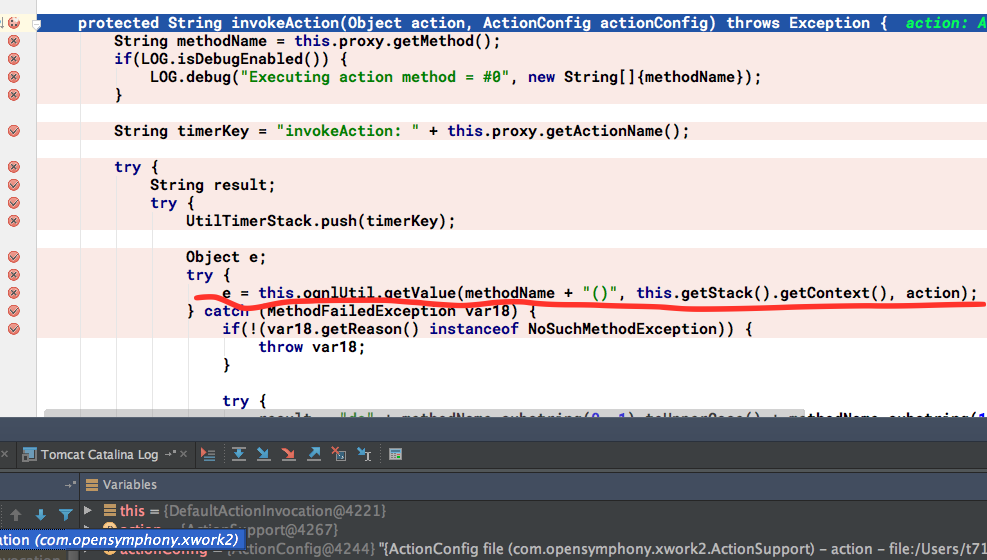 protected String invokeAction(Object action, ActionConfig actionConfig) throws Exception { action: A
String methodName = this.proxy.getMethod();
if(LOG.isDebugEnabled()) {
LOG.debug("Executing action method = #0", new String[]{methodName});
}
String timerKey = "invokeAction: " + this.proxy.getActionName();
try {
String result;
try {
UtilTimerStack.push(timerKey);
Object e;
try {
e = this.ognlUtil.getValue(methodName + "()", this.getStack().getContext(), action);
} catch (MethodFailedException var18) {
if(!(var18.getReason() instanceof NoSuchMethodException)) {
throw var18;
}
try {
Tomcat Catalina Log
Variables
this = {DefaultActionInvocation@4221}
action = {ActionSupport@4267}
ation (com.opensymphony.xwork2)
actionConfig = {ActionConfig@4244} "{ActionConfig file (com.opensymphony.xwork2.ActionSupport) - action - file:/Users/t71